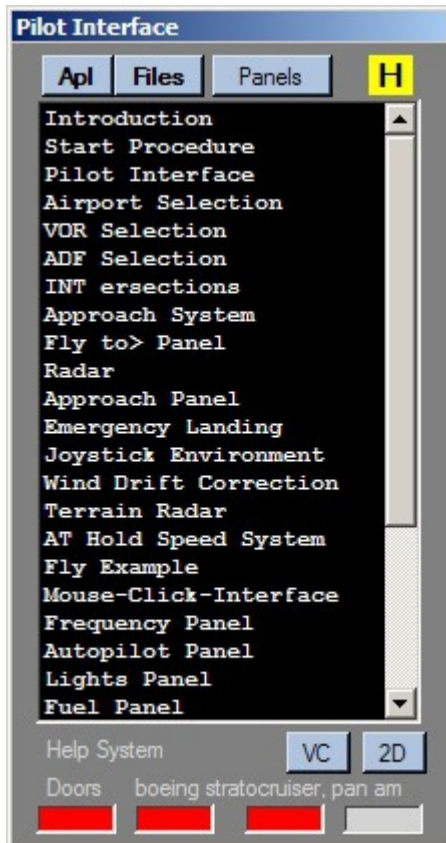 Pilot Interface
Apl Files Panels H
Introduction
Start Procedure
Pilot Interface
Airport Selection
VOR Selection
ADF Selection
INT ersections
Approach System
Fly to> Panel
Radar
Approach Panel
Emergency Landing
Joystick Environment
Wind Drift Correction
Terrain Radar
AT Hold Speed System
Fly Example
Mouse-Click-Interface
Frequency Panel
Autopilot Panel
Lights Panel
Fuel Panel
Help System VC 2D
Doors boeing stratocruiser, pan am